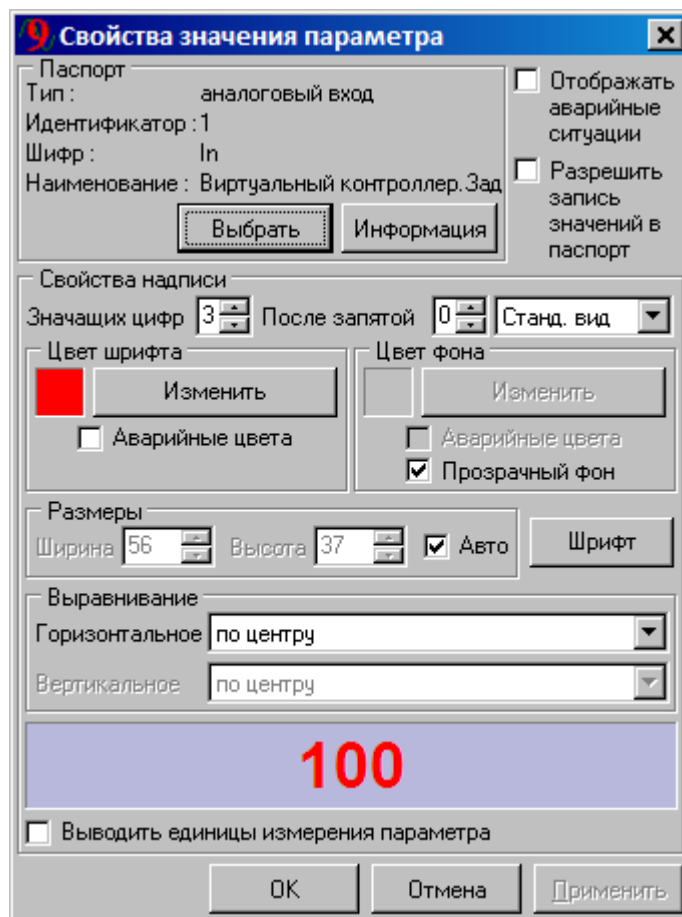 Свойства значения параметра
Паспорт
Тип : аналоговый вход
Идентификатор : 1
Шифр : In
Наименование : Виртуальный контроллер.Зад
Выбрать Информация
Отображать
аварийные
ситуации
Разрешить
запись
значений в
паспорт
Свойства надписи
Значащих цифр 3 После запятой 0 Станд. вид
Цвет шрифта
Изменить
Аварийные цвета
Цвет фона
Изменить
Аварийные цвета
Прозрачный фон
Размеры
Ширина 56 Высота 37 Авто
Шрифт
Выравнивание
Горизонтальное по центру
Вертикальное по центру
100
Выводить единицы измерения параметра
OK Отмена Применить